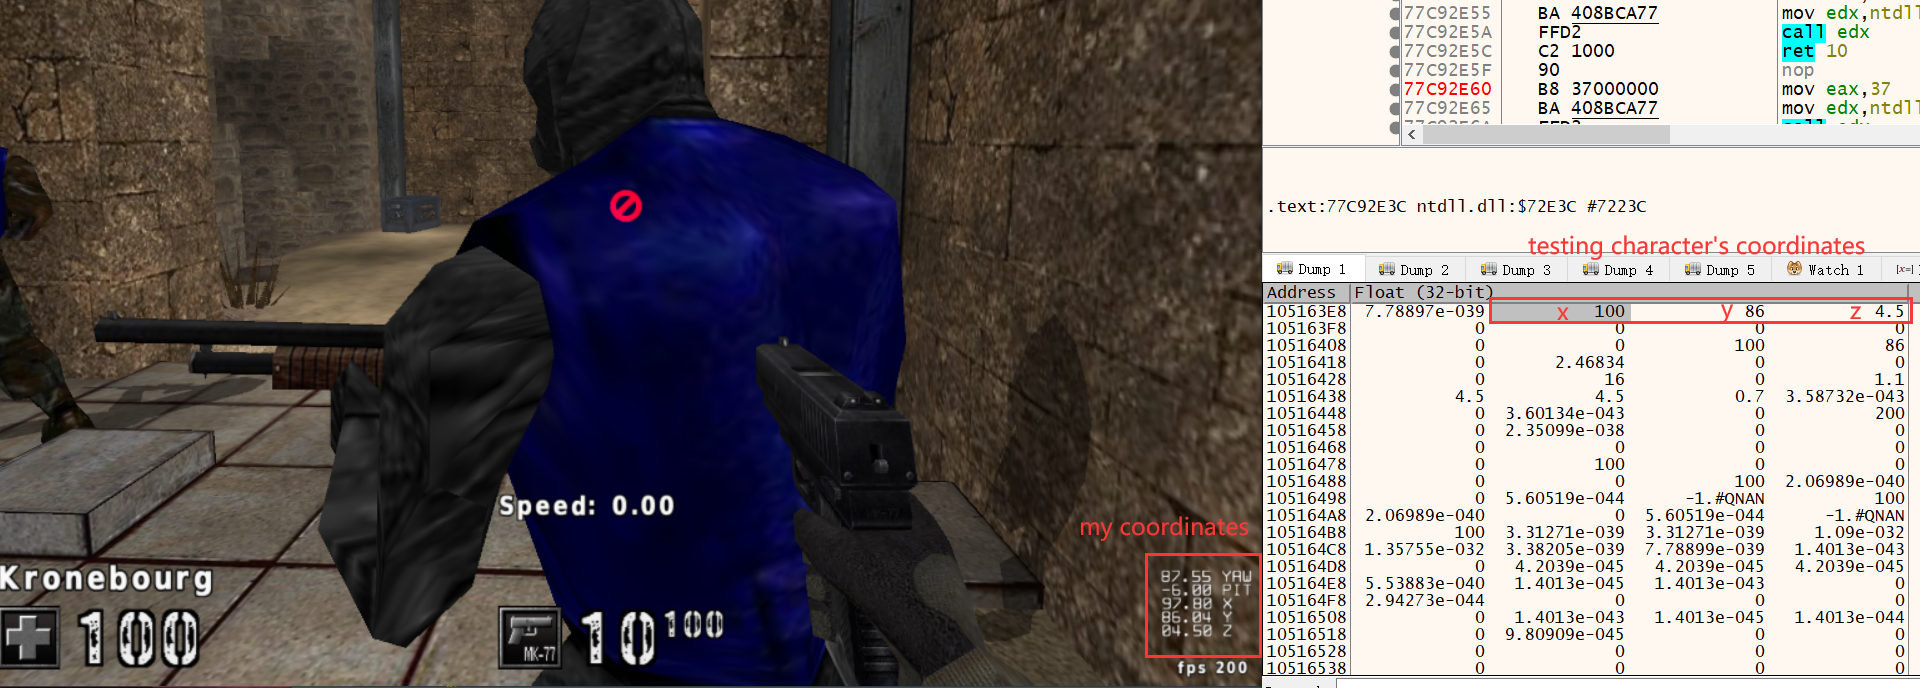 Speed: 0.00
Kronebourg
100
MK-77
10 100
my coordinates
87.55 YAW
-6.00 PIT
97.80 X
86.04 Y
04.50 Z
fps 200
77C92E55 BA 408BCA77 mov edx,ntdll
77C92E5A FFD2 call edx
77C92E5C C2 1000 ret 10
77C92E5F 90 nop
77C92E60 B8 37000000 mov eax,37
77C92E65 BA 408BCA77 mov edx,ntdll
.text:77C92E3C ntdll.dll:$72E3C #7223C
testing character's coordinates
Dump 1 Dump 2 Dump 3 Dump 4 Dump 5 Watch 1 [x=]
Address Float (32-bit)
105163E8 7.78897e-039 x 100 y 86 z 4.5
105163F8 0 0 0 0
10516408 0 0 100 86
10516418 0 2.46834 0 0
10516428 0 16 0 1.1
10516438 4.5 4.5 0.7 3.58732e-043
10516448 0 3.60134e-043 0 200
10516458 0 2.35099e-038 0 0
10516468 0 0 0 0
10516478 0 100 0 0
10516488 0 0 100 2.06989e-040
10516498 0 5.60519e-044 -1.#QNAN 100
105164A8 2.06989e-040 0 5.60519e-044 -1.#QNAN
105164B8 100 3.31271e-039 3.31271e-039 1.09e-032
105164C8 1.35755e-032 3.38205e-039 7.78899e-039 1.4013e-043
105164D8 0 4.2039e-045 4.2039e-045 4.2039e-045
105164E8 5.53883e-040 1.4013e-045 1.4013e-043 0
105164F8 2.94273e-044 0 0 0
10516508 0 1.4013e-043 1.4013e-045 1.4013e-044
10516518 0 9.80909e-045 0 0
10516528 0 0 0 0
10516538 0 0 0 0